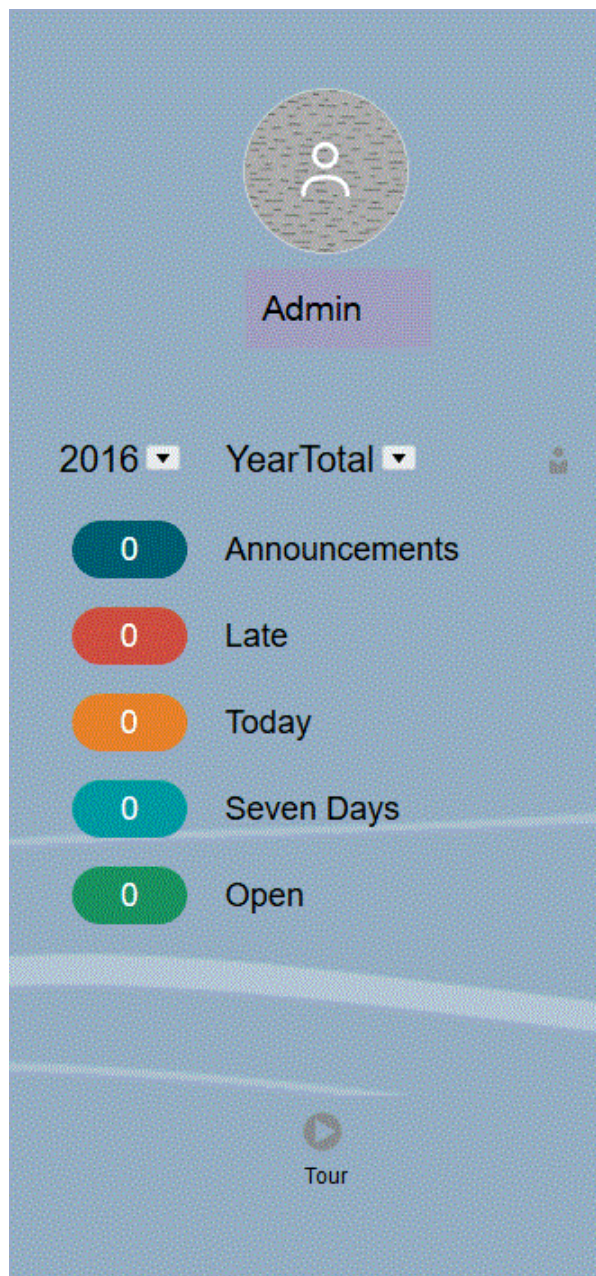 Admin
2016 YearTotal
0 Announcements
0 Late
0 Today
0 Seven Days
0 Open
Tour